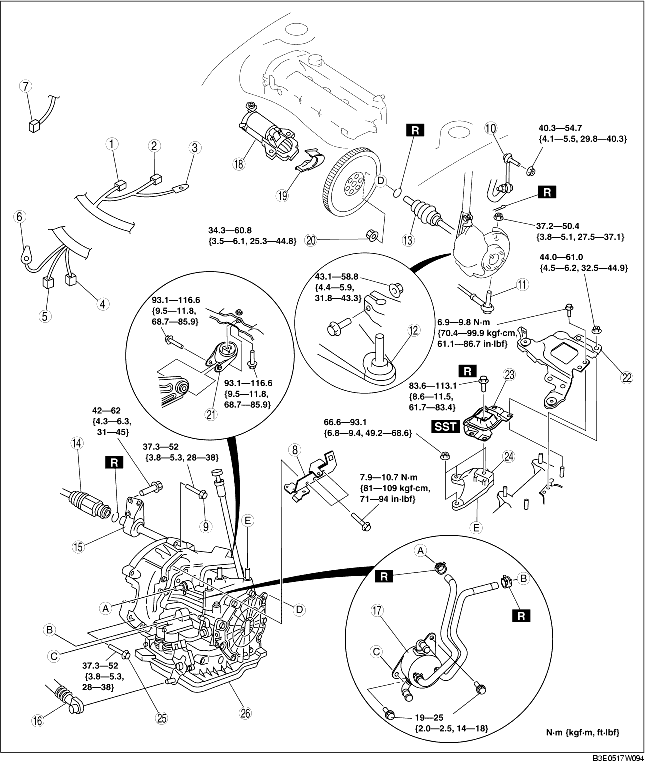 7
1
2
3
6
5
4
18
19
R
D
13
10
40.3—54.7
{4.1—5.5, 29.8—40.3}
R
37.2—50.4
{3.8—5.1, 27.5—37.1}
44.0—61.0
{4.5—6.2, 32.5—44.9}
11
34.3—60.8
{3.5—6.1, 25.3—44.8}
20
43.1—58.8
{4.4—5.9,
31.8—43.3}
12
93.1—116.6
{9.5—11.8,
68.7—85.9}
93.1—116.6
{9.5—11.8,
68.7—85.9}
21
6.9—9.8 N·m
{70.4—99.9 kgf·cm,
61.1—86.7 in·lbf}
22
R
23
83.6—113.1
{8.6—11.5,
61.7—83.4}
SST
66.6—93.1
{6.8—9.4, 49.2—68.6}
24
E
42—62
{4.3—6.3,
31—45}
37.3—52
{3.8—5.3, 28—38}
14
R
15
9
8
7.9—10.7 N·m
{81—109 kgf·cm,
71—94 in·lbf}
E
A
B
C
D
37.3—52
{3.8—5.3,
28—38}
25
26
16
A
R
B
R
17
C
19—25
{2.0—2.5, 14—18}
N·m {kgf·m, ft·lbf}
B3E0517W094